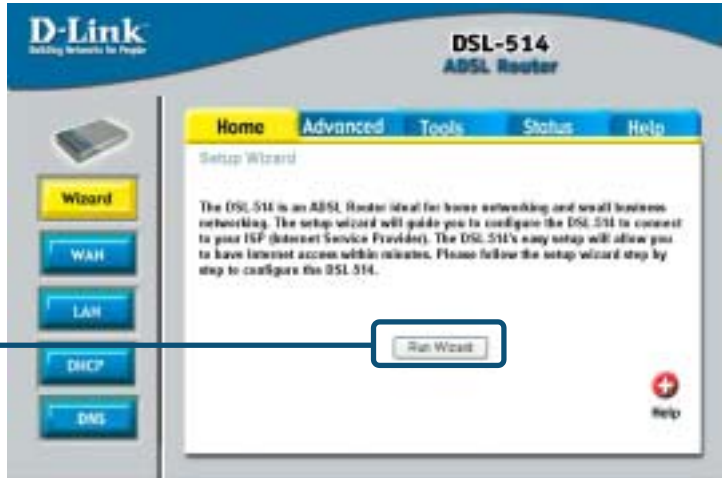 D-Link
Building Networks for People
DSL-514
ADSL Router
Home Advanced Tools Status Help
Setup Wizard
Wizard
WAN
LAN
DHCP
DNS
The DSL-514 is an ADSL Router ideal for home networking and small business
networking. The setup wizard will guide you to configure the DSL-514 to connect
to your ISP (Internet Service Provider). The DSL-514's easy setup will allow you
to have Internet access within minutes. Please follow the setup wizard step by
step to configure the DSL-514.
Run Wizard
Help